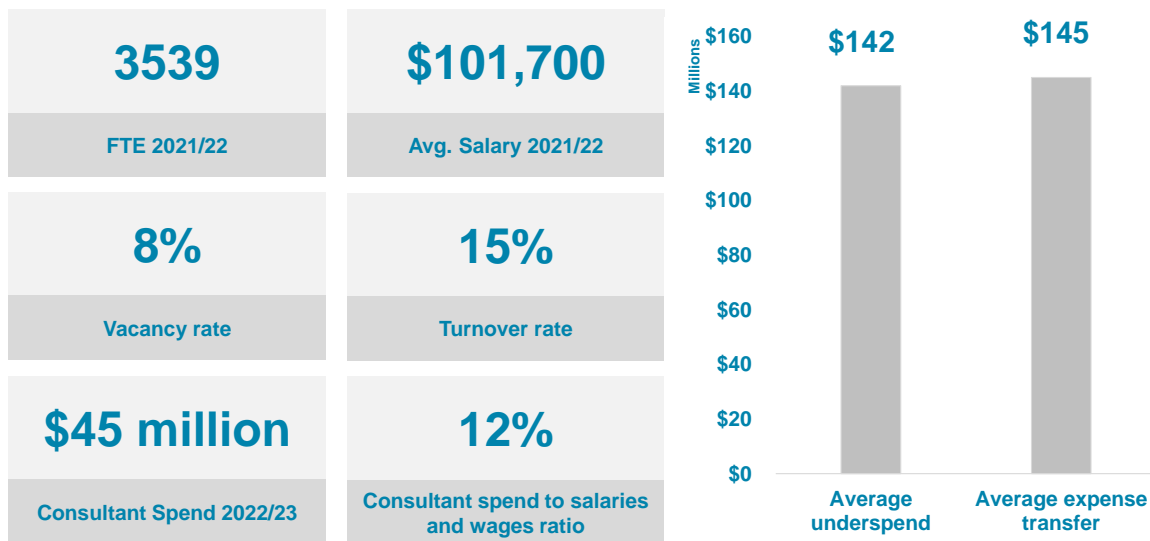 3539
FTE 2021/22
$101,700
Avg. Salary 2021/22
8%
Vacancy rate
15%
Turnover rate
$45 million
Consultant Spend 2022/23
12%
Consultant spend to salaries
and wages ratio
Millions
$160
$140
$120
$100
$80
$60
$40
$20
$0
$142
$145
Average
underspend
Average expense
transfer